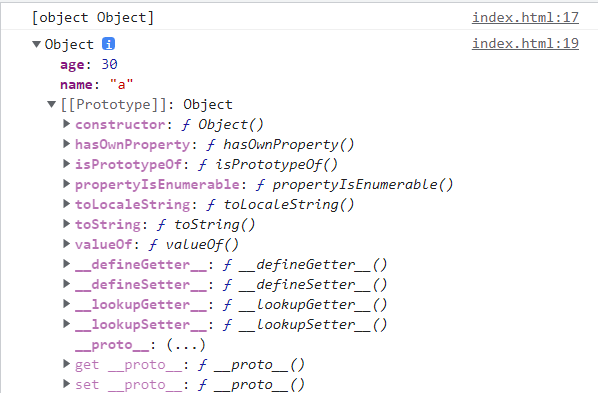 [object Object] index.html:17
Object i index.html:19
age: 30
name: "a"
[[Prototype]]: Object
constructor: ƒ Object()
hasOwnProperty: ƒ hasOwnProperty()
isPrototypeOf: ƒ isPrototypeOf()
propertyIsEnumerable: ƒ propertyIsEnumerable()
toLocaleString: ƒ toLocaleString()
toString: ƒ toString()
valueOf: ƒ valueOf()
__defineGetter__: ƒ __defineGetter__()
__defineSetter__: ƒ __defineSetter__()
__lookupGetter__: ƒ __lookupGetter__()
__lookupSetter__: ƒ __lookupSetter__()
__proto__: (...)
get __proto__: ƒ __proto__()
set __proto__: ƒ __proto__()